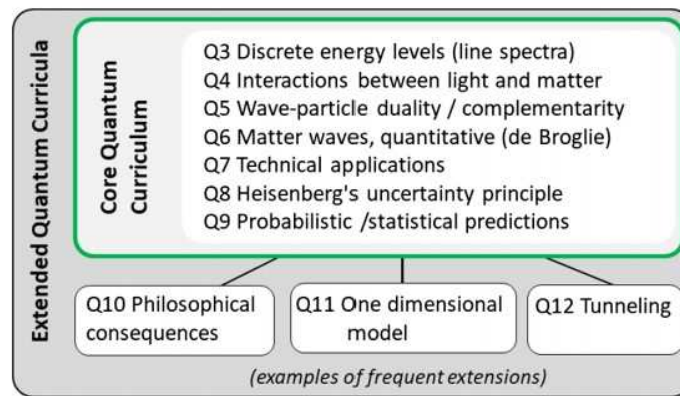 Extended Quantum Curricula
Core Quantum
Curriculum
Q3 Discrete energy levels (line spectra)
Q4 Interactions between light and matter
Q5 Wave-particle duality / complementarity
Q6 Matter waves, quantitative (de Broglie)
Q7 Technical applications
Q8 Heisenberg's uncertainty principle
Q9 Probabilistic /statistical predictions
Q10 Philosophical
consequences
Q11 One dimensional
model
Q12 Tunneling
(examples of frequent extensions)